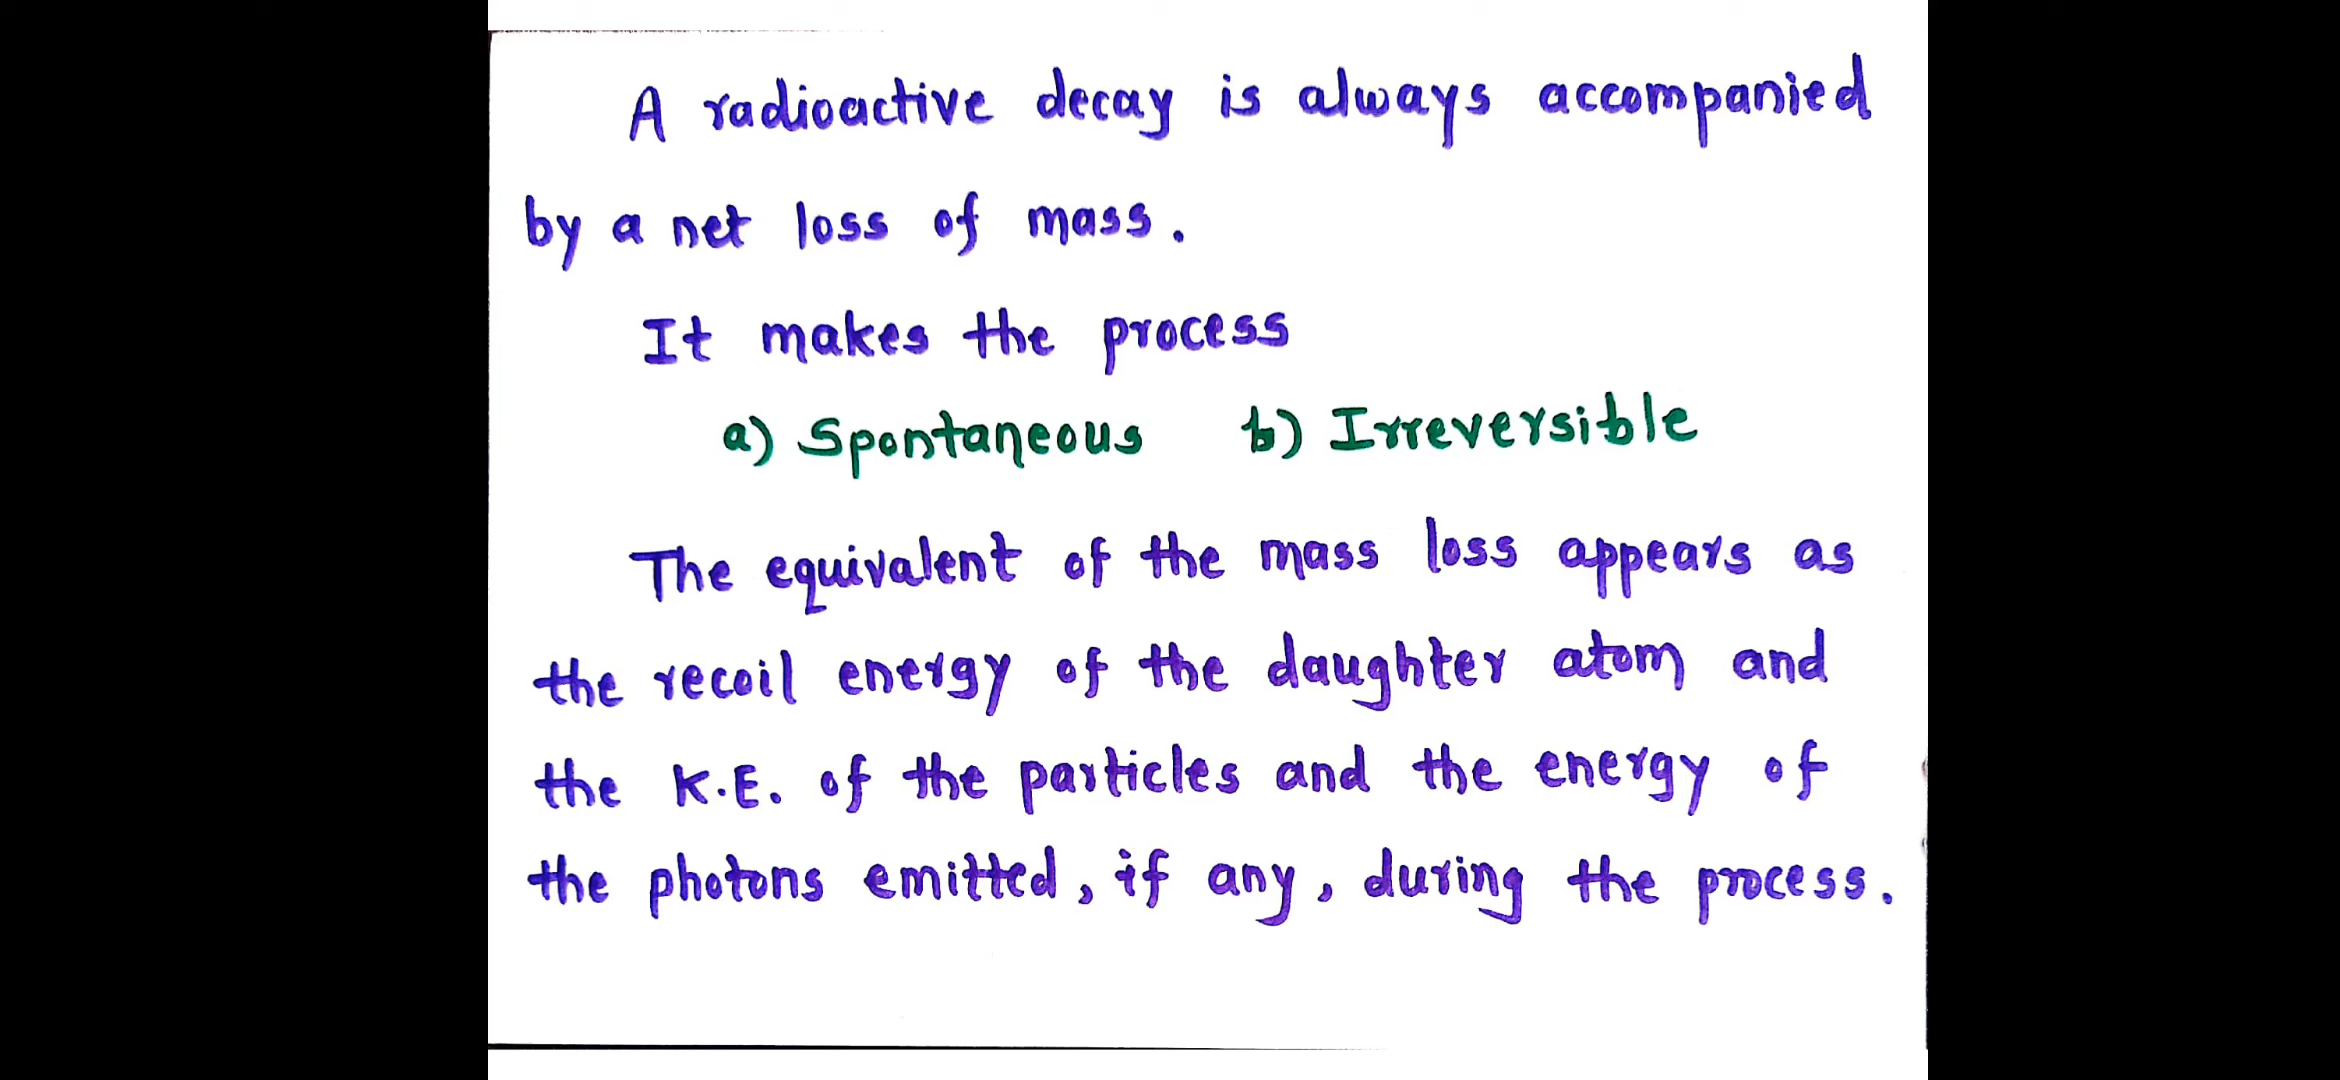 A radioactive decay is always accompanied
by a net loss of mass.
It makes the process
a) Spontaneous b) Irreversible
The equivalent of the mass loss appears as
the recoil energy of the daughter atom and
the K.E. of the particles and the energy of
the photons emitted, if any, during the process.